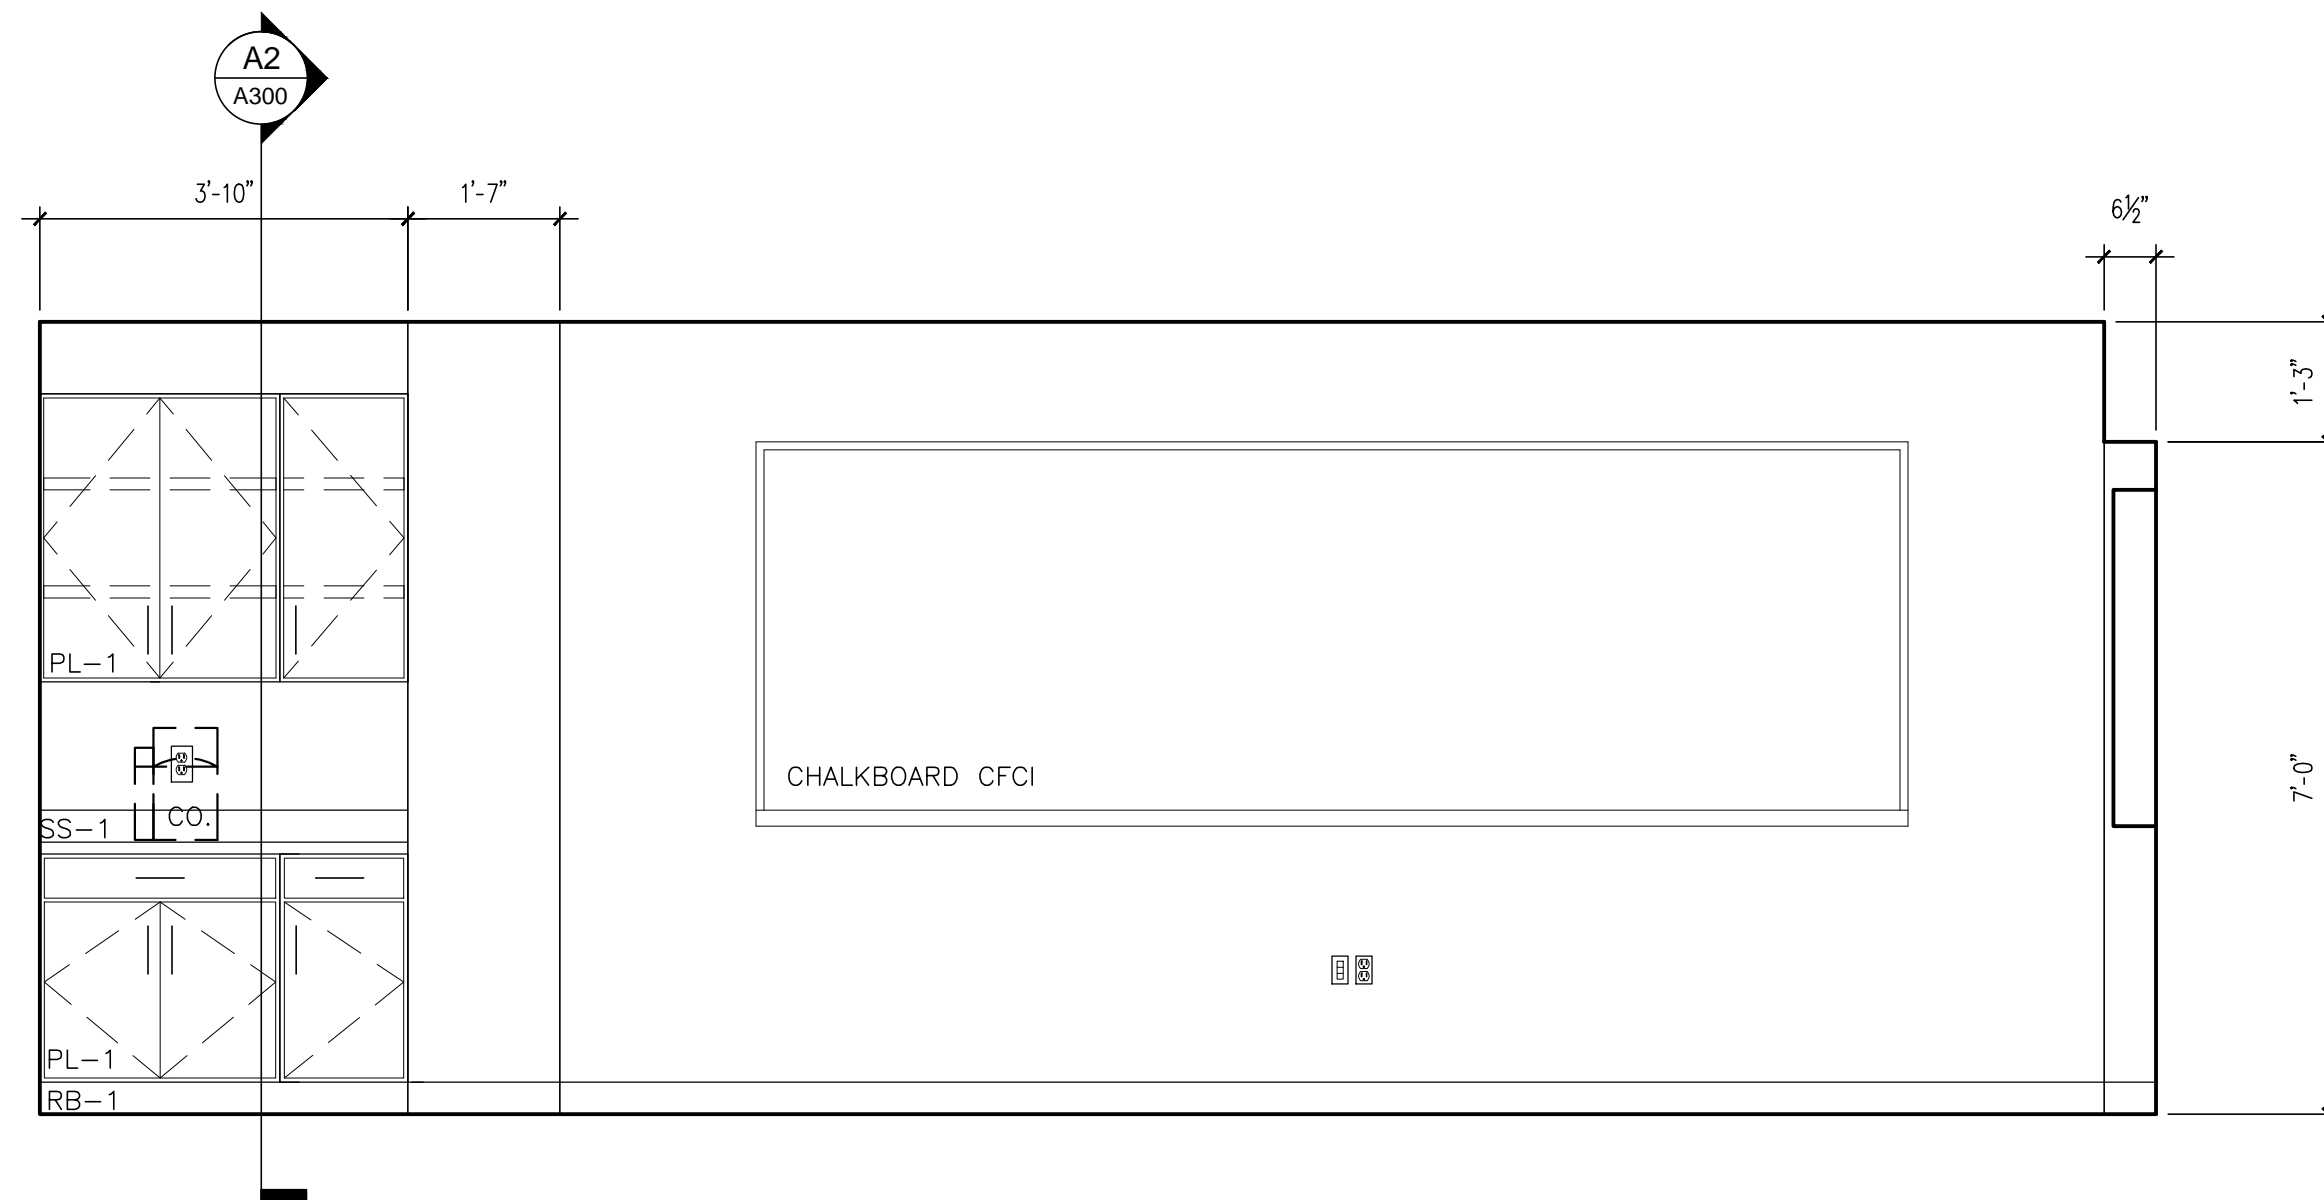 A2
A300
3'-10"
1'-7"
6½"
1'-3"
PL-1
CHALKBOARD CFCI
7'-0"
CO.
SS-1
PL-1
RB-1